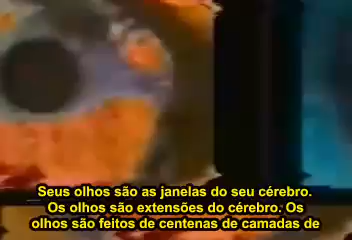 Seus olhos são as janelas do seu cérebro.
Os olhos são extensões do cérebro. Os
olhos são feitos de centenas de camadas de